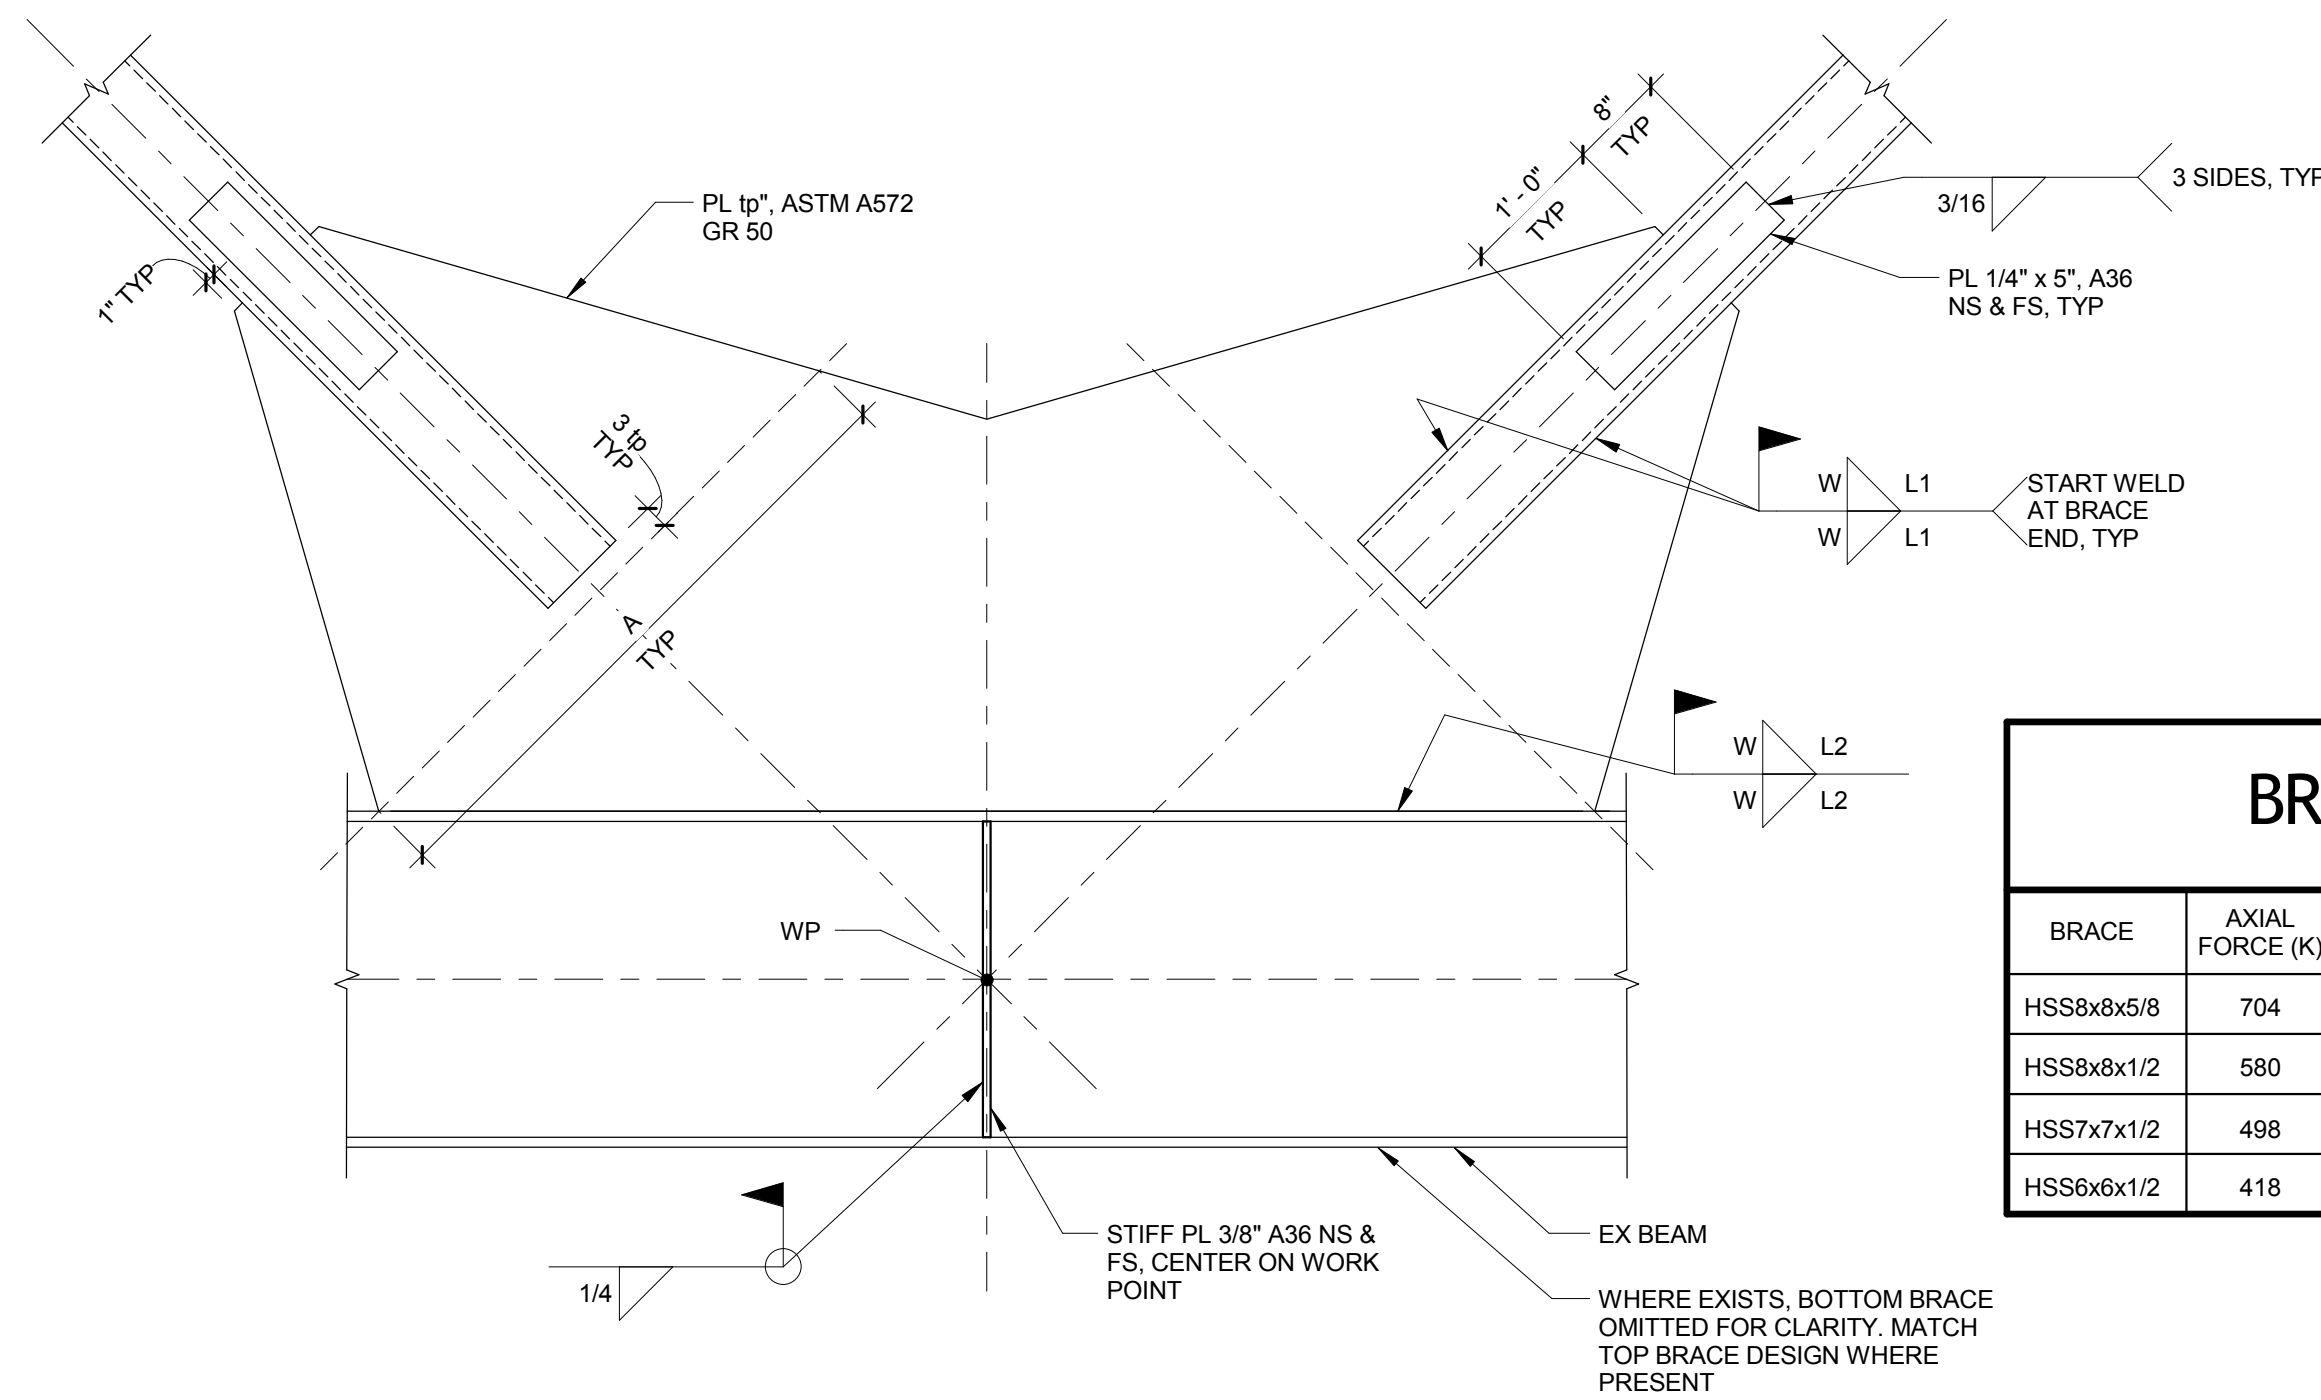 8"
TYP
1'-0"
TYP
PL tp", ASTM A572
GR 50
3/16
3 SIDES, TYP
1" TYP
PL 1/4" x 5", A36
NS & FS, TYP
3 tp
TYP
W L1
W L1
START WELD
AT BRACE
END, TYP
A
TYP
W L2
W L2
WP
BR
BRACE
AXIAL
FORCE (K)
HSS8x8x5/8 704
HSS8x8x1/2 580
HSS7x7x1/2 498
HSS6x6x1/2 418
1/4
STIFF PL 3/8" A36 NS &
FS, CENTER ON WORK
POINT
EX BEAM
WHERE EXISTS, BOTTOM BRACE
OMITTED FOR CLARITY. MATCH
TOP BRACE DESIGN WHERE
PRESENT